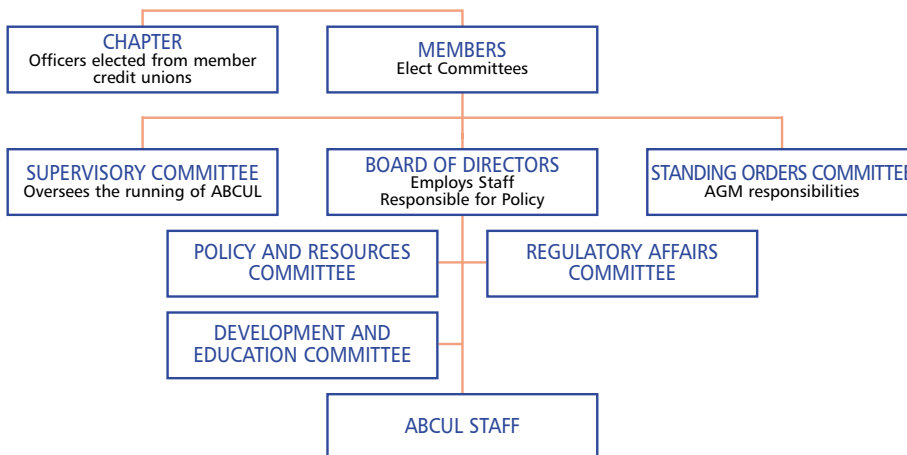 CHAPTER
Officers elected from member
credit unions
MEMBERS
Elect Committees
SUPERVISORY COMMITTEE
Oversees the running of ABCUL
BOARD OF DIRECTORS
Employs Staff
Responsible for Policy
STANDING ORDERS COMMITTEE
AGM responsibilities
POLICY AND RESOURCES
COMMITTEE
REGULATORY AFFAIRS
COMMITTEE
DEVELOPMENT AND
EDUCATION COMMITTEE
ABCUL STAFF